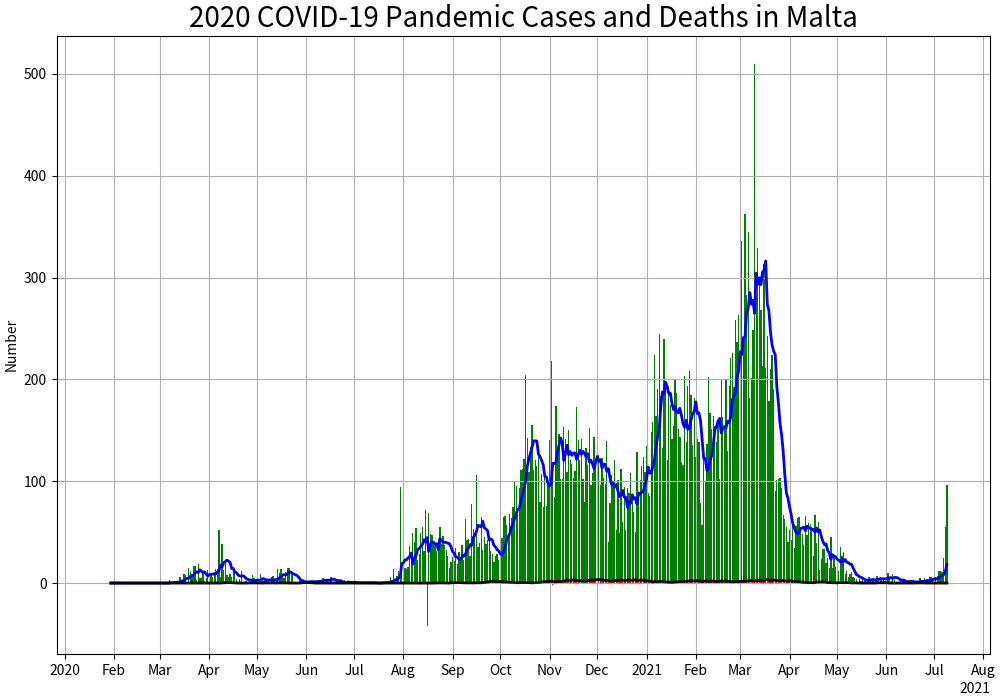 2020 COVID-19 Pandemic Cases and Deaths in Malta
Number
500
400
300
200
100
0
2020 Feb Mar Apr May Jun Jul Aug Sep Oct Nov Dec 2021 Feb Mar Apr May Jun Jul Aug
2021